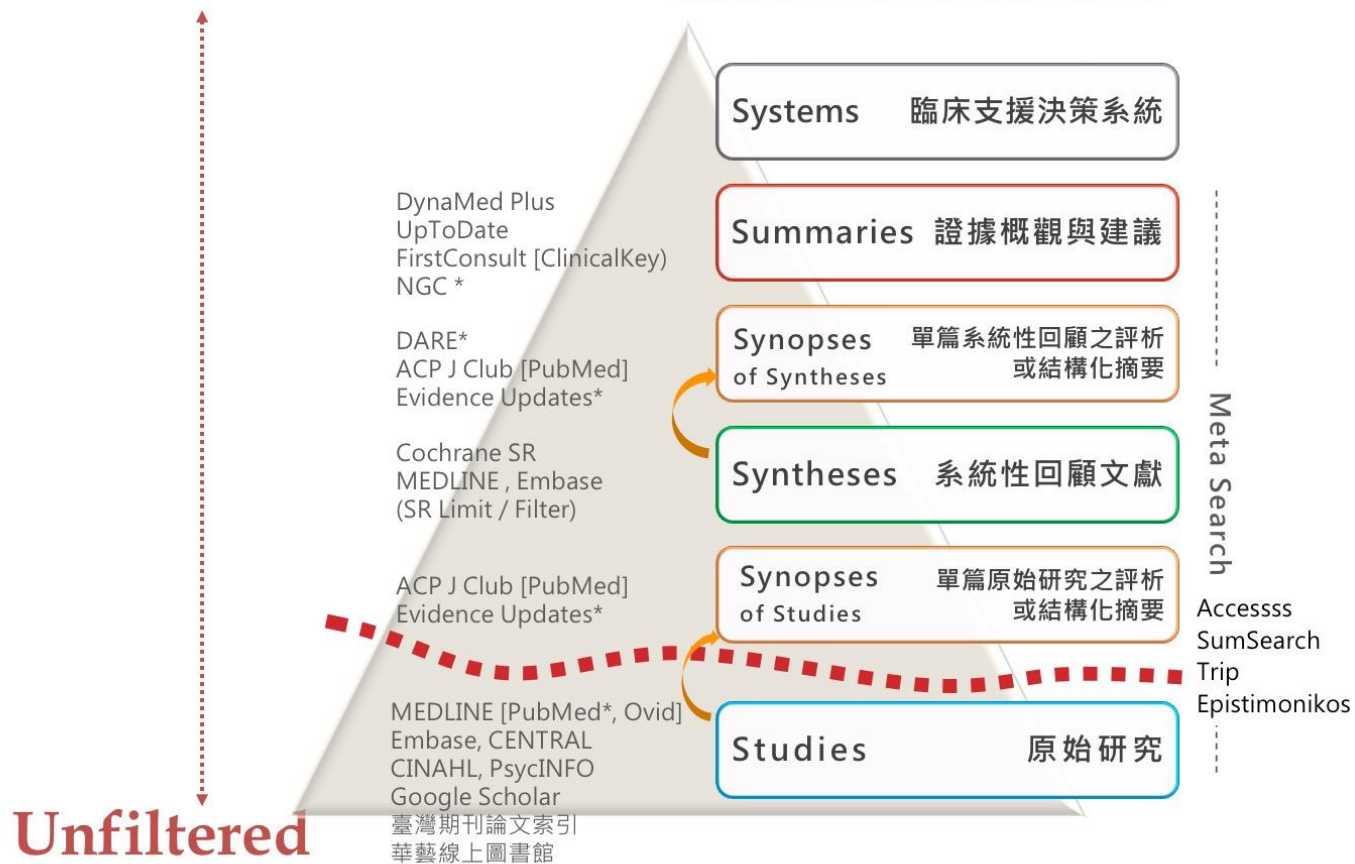 Systems 臨床支援決策系統
DynaMed Plus
UpToDate
FirstConsult [ClinicalKey)
NGC *
Summaries 證據概觀與建議
DARE*
ACP J Club [PubMed]
Evidence Updates*
Synopses
of Syntheses
單篇系統性回顧之評析
或結構化摘要
Cochrane SR
MEDLINE , Embase
(SR Limit / Filter)
Syntheses 系統性回顧文獻
ACP J Club [PubMed]
Evidence Updates*
Synopses
of Studies
單篇原始研究之評析
或結構化摘要
Meta Search
Accessss
SumSearch
Trip
Epistimonikos
MEDLINE [PubMed*, Ovid]
Embase, CENTRAL
CINAHL, PsycINFO
Google Scholar
臺灣期刊論文索引
華藝線上圖書館
Studies 原始研究
Unfiltered